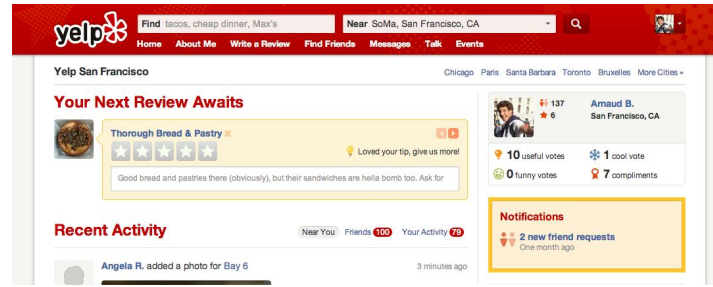 yelp
Find tacos, cheap dinner, Max's
Near SoMa, San Francisco, CA
Home About Me Write a Review Find Friends Messages Talk Events
Yelp San Francisco
Chicago Paris Santa Barbara Toronto Bruxelles More Cities »
Your Next Review Awaits
Thorough Bread & Pastry
Loved your tip, give us more!
Good bread and pastries there (obviously), but their sandwiches are hella bomb too. Ask for
Recent Activity
Near You Friends 100 Your Activity 79
Angela R. added a photo for Bay 6
3 minutes ago
137
6
Arnaud B.
San Francisco, CA
10 useful votes
1 cool vote
0 funny votes
7 compliments
Notifications
2 new friend requests
One month ago